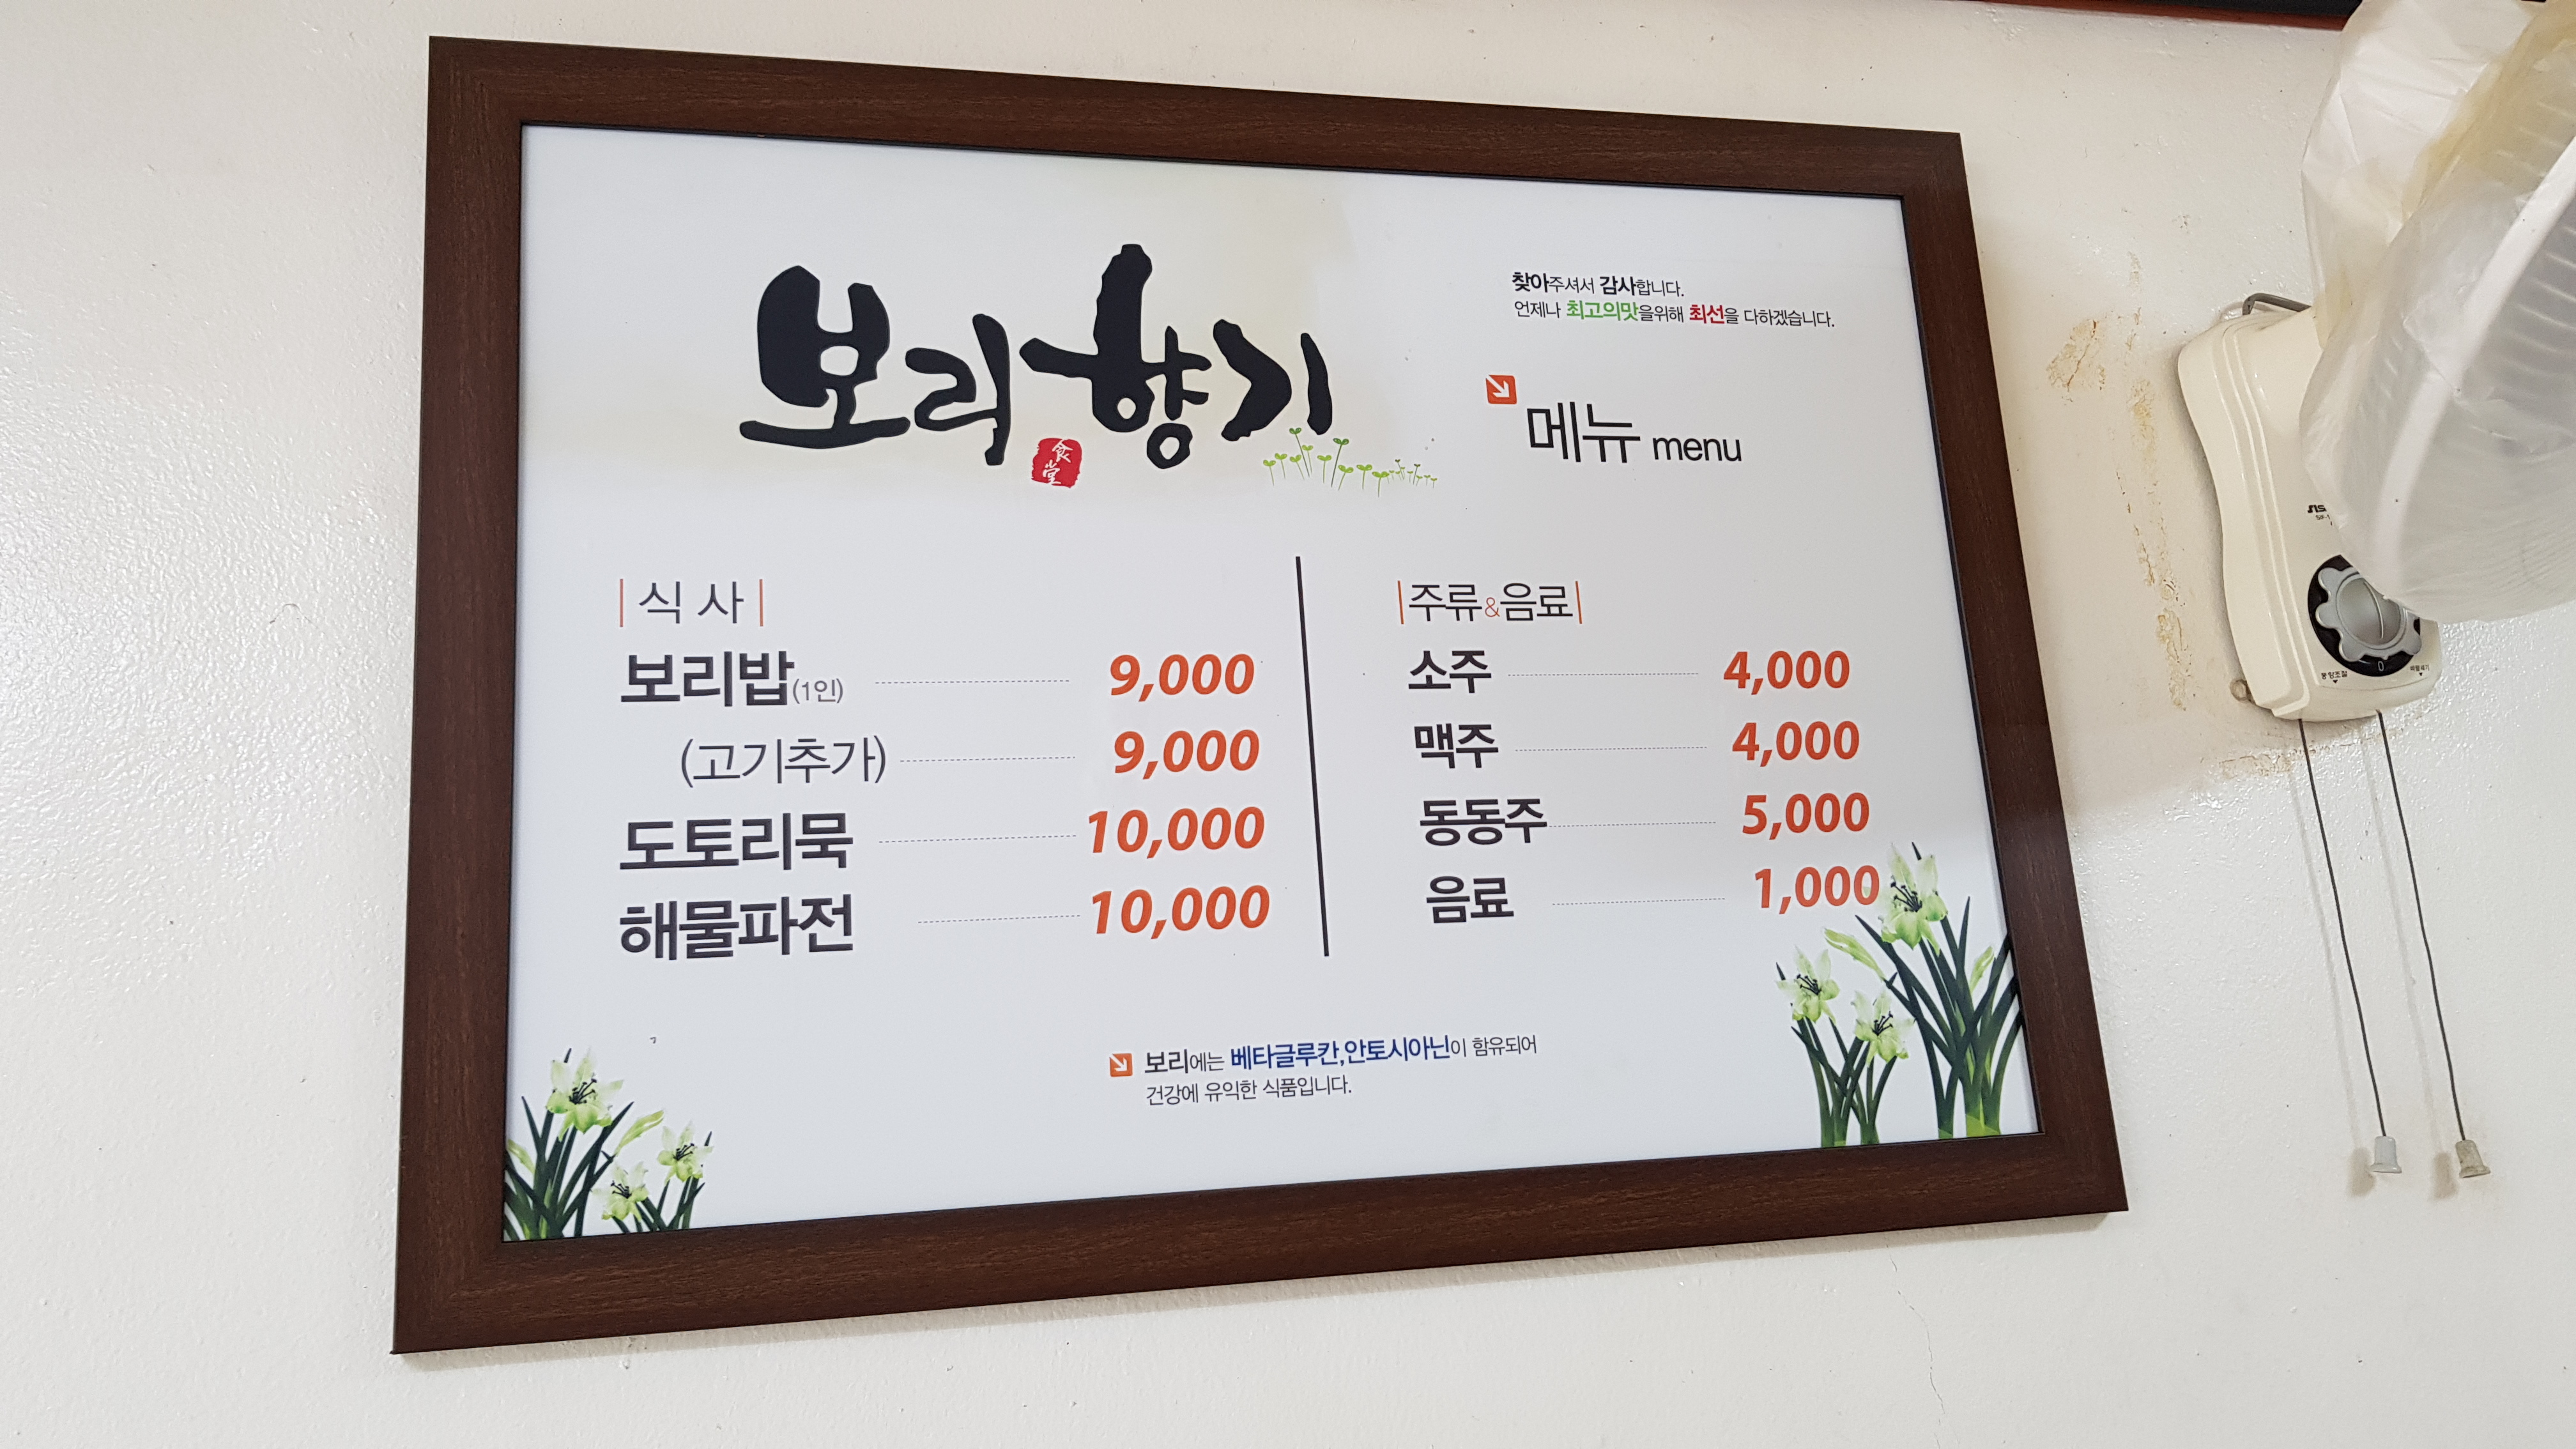 보리향기
食堂
찾아주셔서 감사합니다.
언제나 최고의맛을위해 최선을 다하겠습니다.
메뉴 menu
식사
보리밥(1인) 9,000
(고기추가) 9,000
도토리묵 10,000
해물파전 10,000
주류&음료
소주 4,000
맥주 4,000
동동주 5,000
음료 1,000
보리에는 베타글루칸,안토시아닌이 함유되어
건강에 유익한 식품입니다.
0